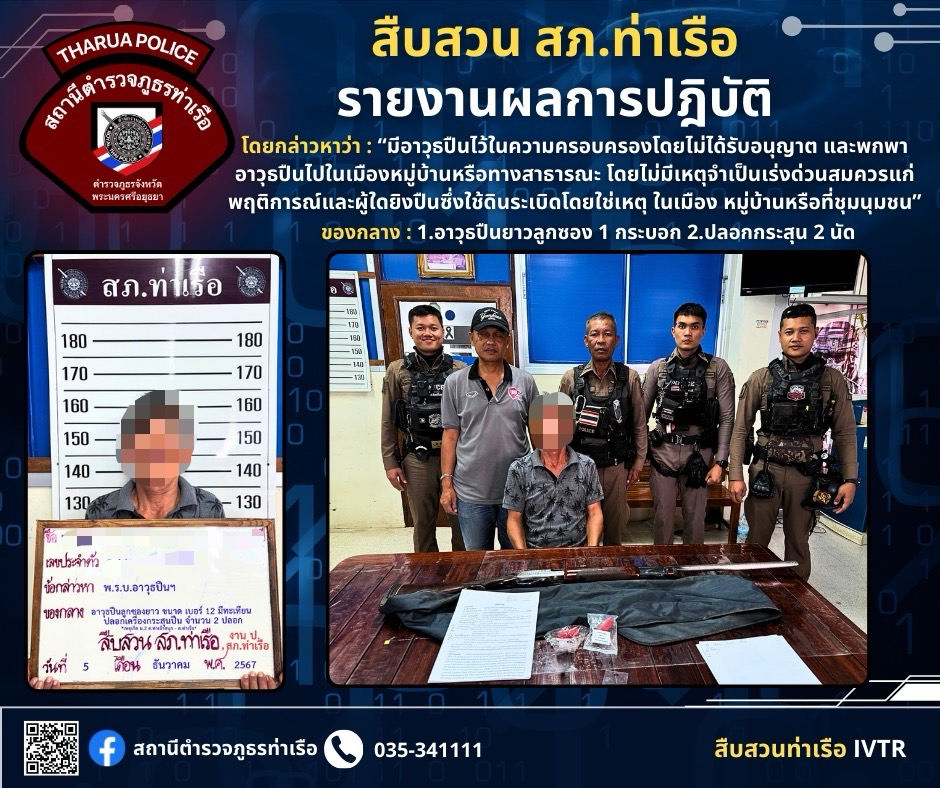 THARUA POLICE
สถานีตำรวจภูธรท่าเรือ
ตำรวจภูธรจังหวัด
พระนครศรีอยุธยา
สืบสวน สภ.ท่าเรือ
รายงานผลการปฏิบัติ
โดยกล่าวหาว่า : “มีอาวุธปืนไว้ในความครอบครองโดยไม่ได้รับอนุญาต และพกพา
อาวุธปืนไปในเมืองหมู่บ้านหรือทางสาธารณะ โดยไม่มีเหตุจำเป็นเร่งด่วนสมควรแก่
พฤติการณ์และผู้ใดยิงปืนซึ่งใช้ดินระเบิดโดยใช่เหตุ ในเมือง หมู่บ้านหรือที่ชุมนุมชน”
ของกลาง : 1.อาวุธปืนยาวลูกซอง 1 กระบอก 2.ปลอกกระสุน 2 นัด
สภ.ท่าเรือ
180 180
170 170
160 160
150 150
140 140
130 130
ชื่อ
เลขประจำตัว
ข้อกล่าวหา พ.ร.บ.อาวุธปืนฯ
ของกลาง อาวุธปืนลูกซองยาว ขนาด เบอร์ 12 มีทะเทียน
ปลอกเครื่องกระสุนปืน จำนวน 2 ปลอก
สืบสวน สภ.ท่าเรือ งาน ป. สภ.ท่าเรือ
วันที่ 5 เดือน ธันวาคม พ.ศ. 2567
180
170
160
150
140
130
POLICE
สถานีตำรวจภูธรท่าเรือ
035-341111
สืบสวนท่าเรือ IVTR